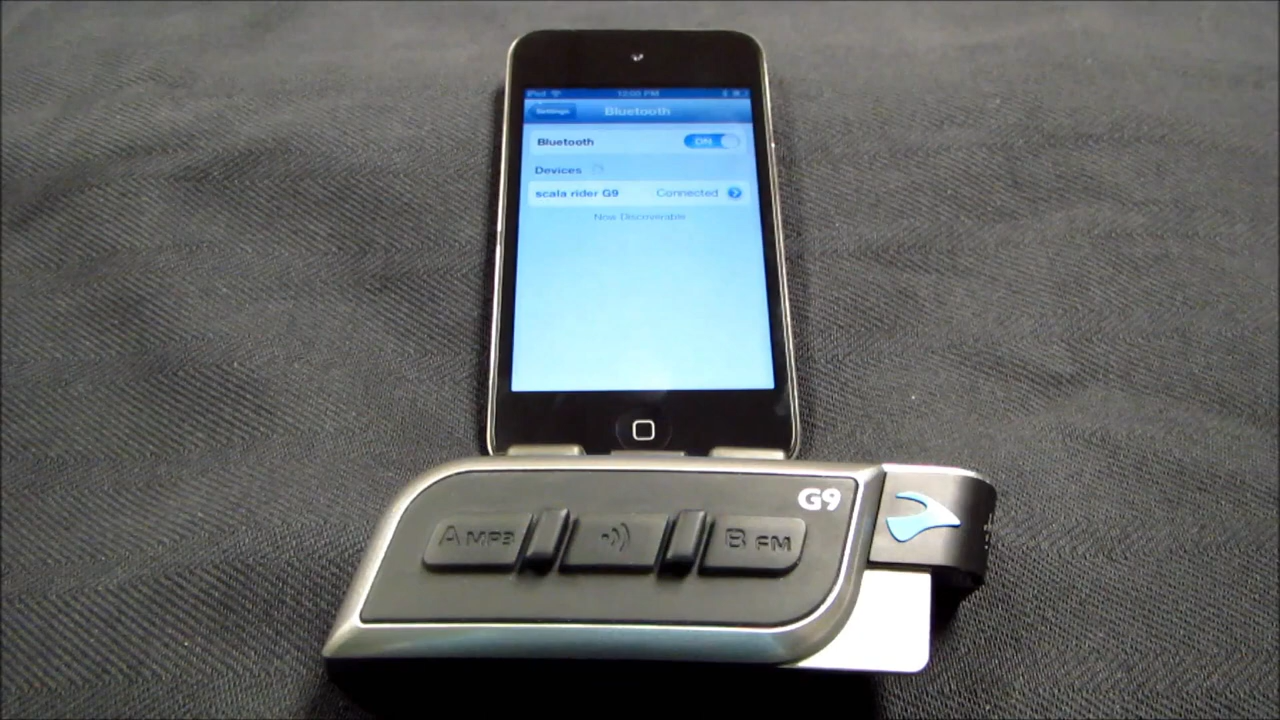 iPod 12:00 PM
Settings Bluetooth
Bluetooth ON
Devices
scala rider G9 Connected
Now Discoverable
G9
A MP3 B FM